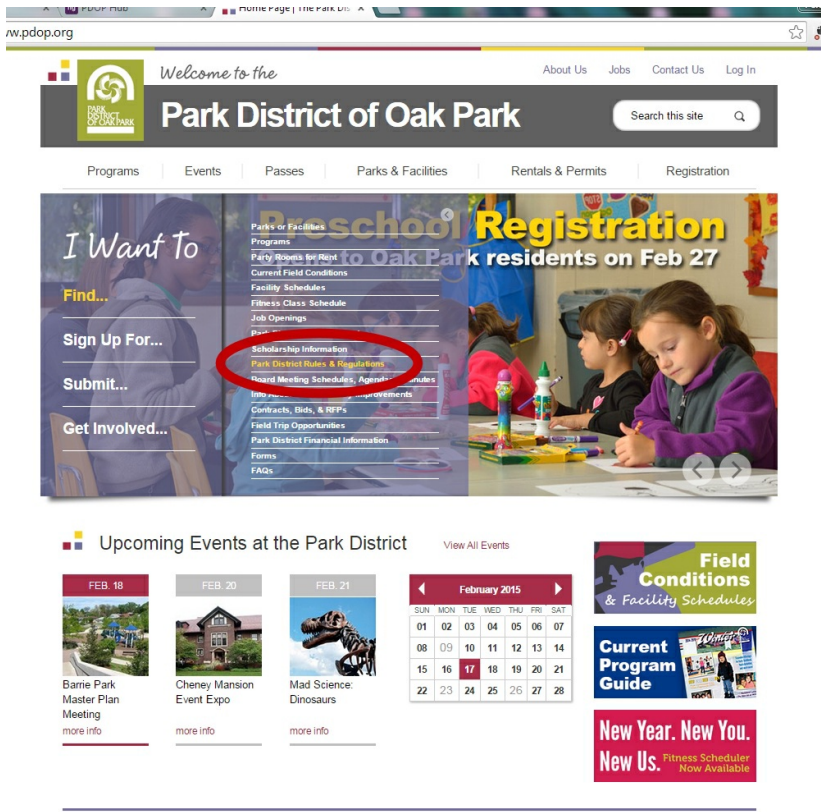 PDOP Hub
Home Page | The Park Dis
w.pdop.org
About Us Jobs Contact Us Log In
Welcome to the
PARK
DISTRICT
OF OAK PARK
Park District of Oak Park
Search this site
Programs Events Passes Parks & Facilities Rentals & Permits Registration
Preschool Registration
Opens to Oak Park residents on Feb 27
I Want To
Find...
Sign Up For...
Submit...
Get Involved...
Parks or Facilities
Programs
Party Rooms for Rent
Current Field Conditions
Facility Schedules
Fitness Class Schedule
Job Openings
Scholarship Information
Park District Rules & Regulations
Board Meeting Schedules, Agendas
Improvements
Contracts, Bids, & RFPs
Field Trip Opportunities
Park District Financial Information
Forms
FAQs
Upcoming Events at the Park District View All Events
FEB. 18
Barrie Park
Master Plan
Meeting
more info
FEB. 20
Cheney Mansion
Event Expo
more info
FEB. 21
Mad Science:
Dinosaurs
more info
February 2015
SUN MON TUE WED THU FRI SAT
01 02 03 04 05 06 07
08 09 10 11 12 13 14
15 16 17 18 19 20 21
22 23 24 25 26 27 28
Field
Conditions
& Facility Schedules
Current
Program
Guide
Winter
New Year. New You.
New Us. Fitness Scheduler
Now Available